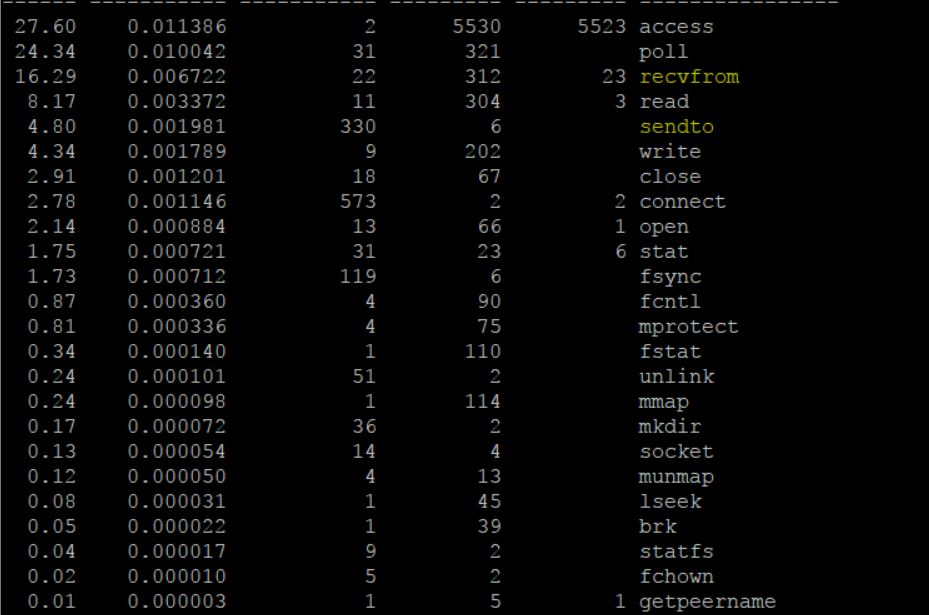 ------ ----------- ----------- --------- --------- ----------------
27.60 0.011386 2 5530 5523 access
24.34 0.010042 31 321 poll
16.29 0.006722 22 312 23 recvfrom
8.17 0.003372 11 304 3 read
4.80 0.001981 330 6 sendto
4.34 0.001789 9 202 write
2.91 0.001201 18 67 close
2.78 0.001146 573 2 2 connect
2.14 0.000884 13 66 1 open
1.75 0.000721 31 23 6 stat
1.73 0.000712 119 6 fsync
0.87 0.000360 4 90 fcntl
0.81 0.000336 4 75 mprotect
0.34 0.000140 1 110 fstat
0.24 0.000101 51 2 unlink
0.24 0.000098 1 114 mmap
0.17 0.000072 36 2 mkdir
0.13 0.000054 14 4 socket
0.12 0.000050 4 13 munmap
0.08 0.000031 1 45 lseek
0.05 0.000022 1 39 brk
0.04 0.000017 9 2 statfs
0.02 0.000010 5 2 fchown
0.01 0.000003 1 5 1 getpeername